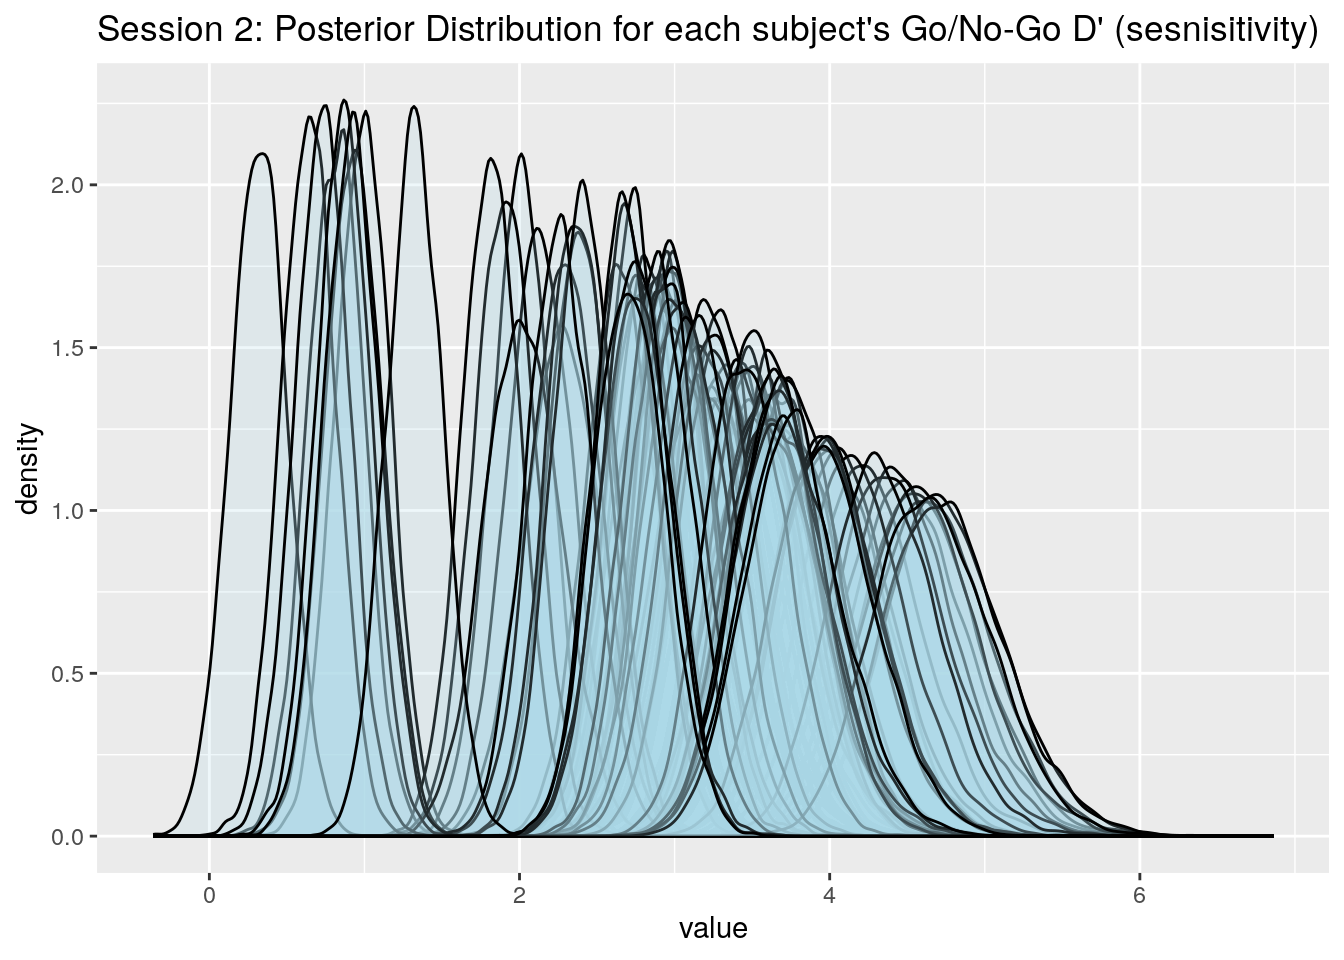 Session 2: Posterior Distribution for each subject's Go/No-Go D' (sesnisitivity)
2.0
1.5
1.0
0.5
0.0
density
0 2 4 6
value